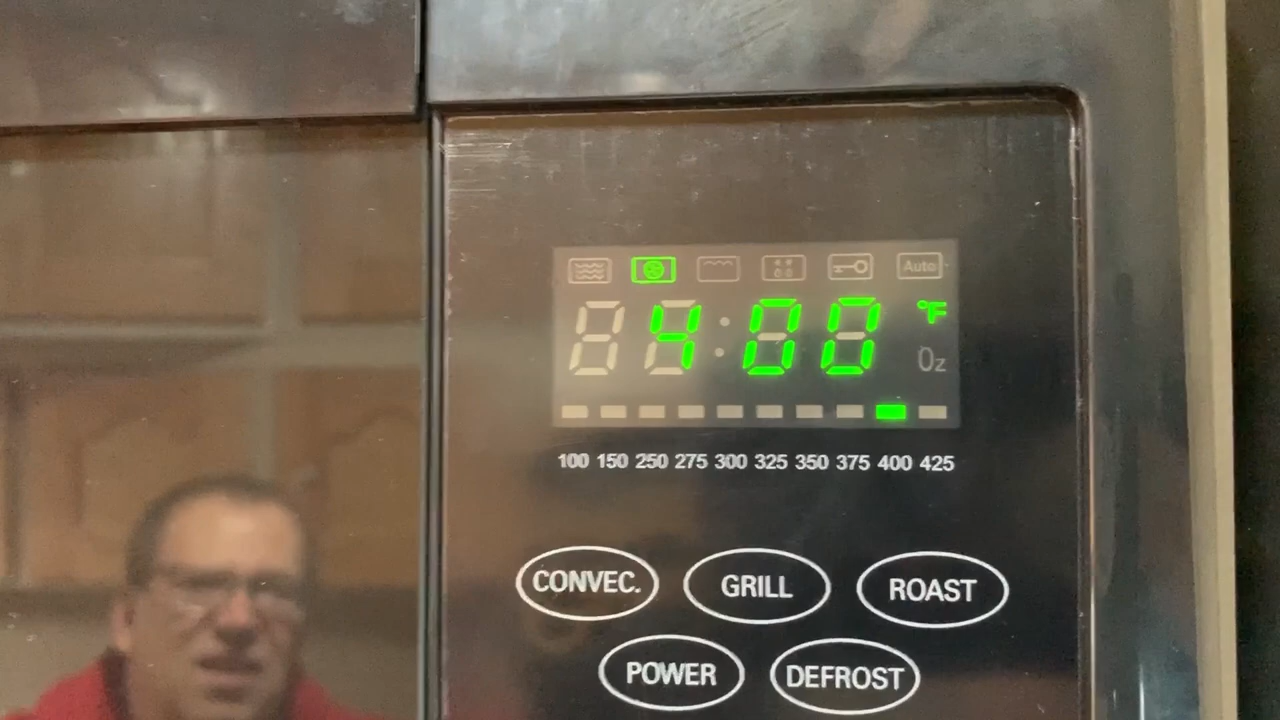 Auto
4:00 °F
Oz
100 150 250 275 300 325 350 375 400 425
CONVEC. GRILL ROAST
POWER DEFROST